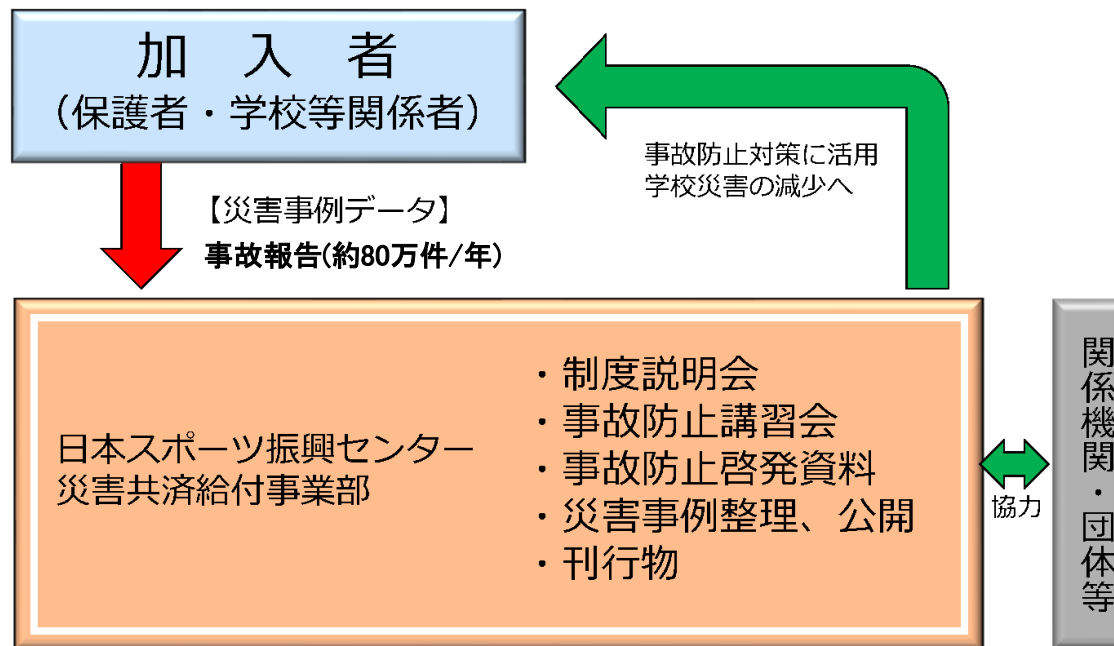 加　入　者
（保護者・学校等関係者）
事故防止対策に活用
学校災害の減少へ
【災害事例データ】
事故報告(約80万件/年)
日本スポーツ振興センター
災害共済給付事業部
・制度説明会
・事故防止講習会
・事故防止啓発資料
・災害事例整理、公開
・刊行物
協力
関係機関・団体等